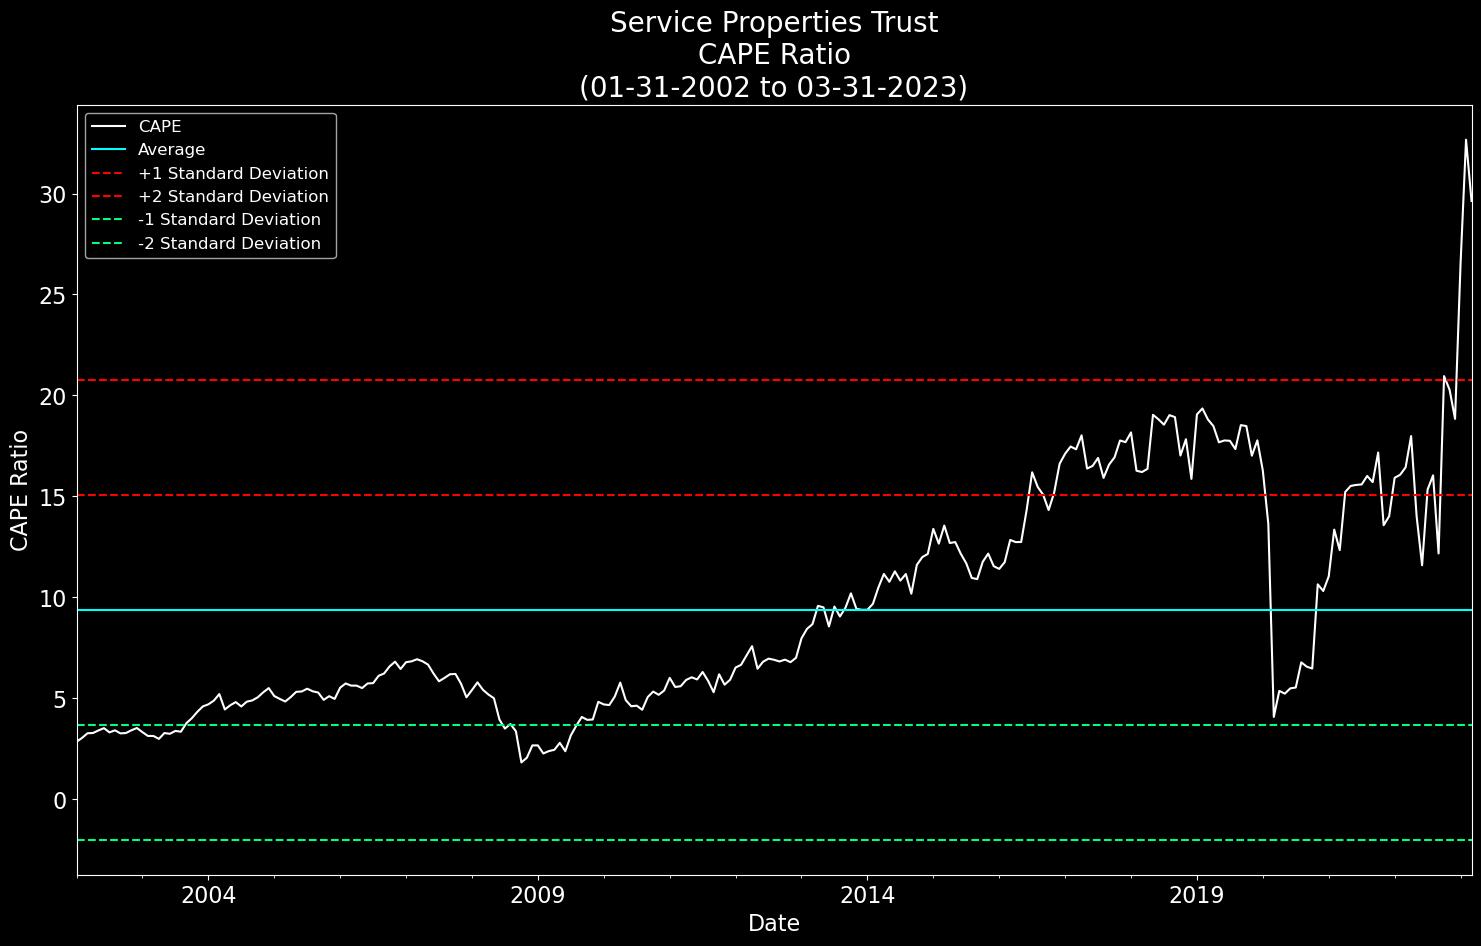 Service Properties Trust
CAPE Ratio
(01-31-2002 to 03-31-2023)
CAPE
Average
+1 Standard Deviation
+2 Standard Deviation
-1 Standard Deviation
-2 Standard Deviation
30
25
20
15
10
5
0
CAPE Ratio
2004 2009 2014 2019
Date